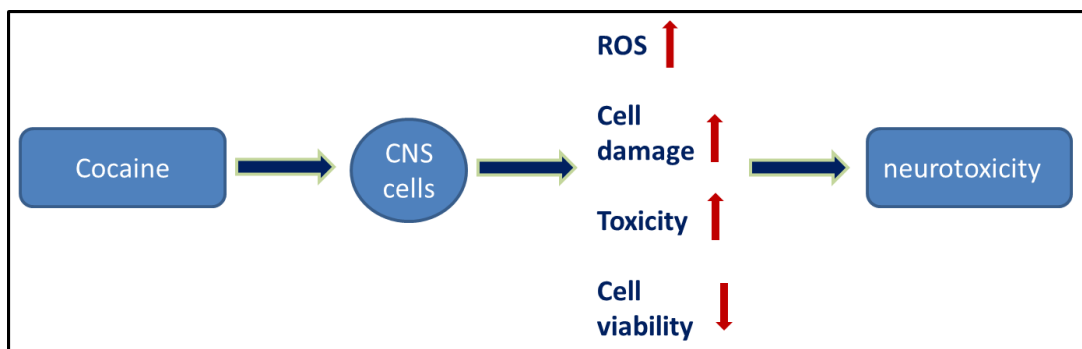 Cocaine
CNS
cells
ROS
Cell
damage
Toxicity
Cell
viability
neurotoxicity